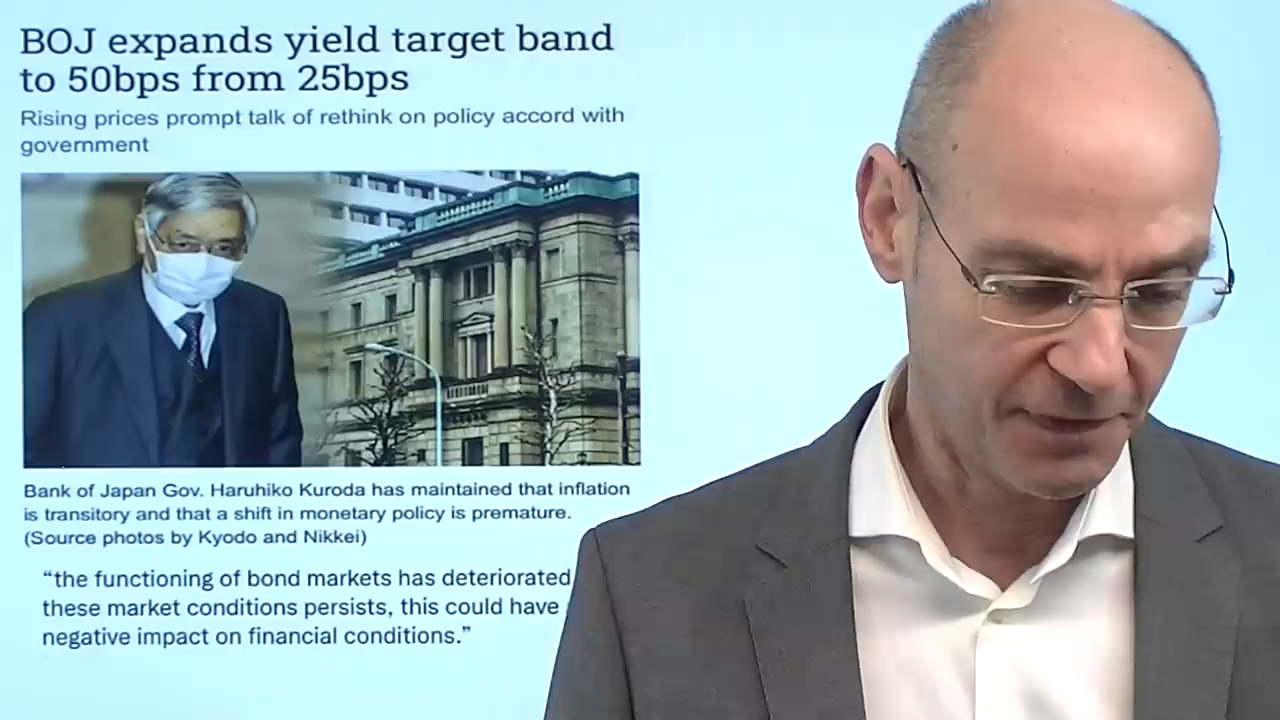 BOJ expands yield target band
to 50bps from 25bps
Rising prices prompt talk of rethink on policy accord with
government
Bank of Japan Gov. Haruhiko Kuroda has maintained that inflation
is transitory and that a shift in monetary policy is premature.
(Source photos by Kyodo and Nikkei)
“the functioning of bond markets has deteriorated
these market conditions persists, this could have
negative impact on financial conditions.”